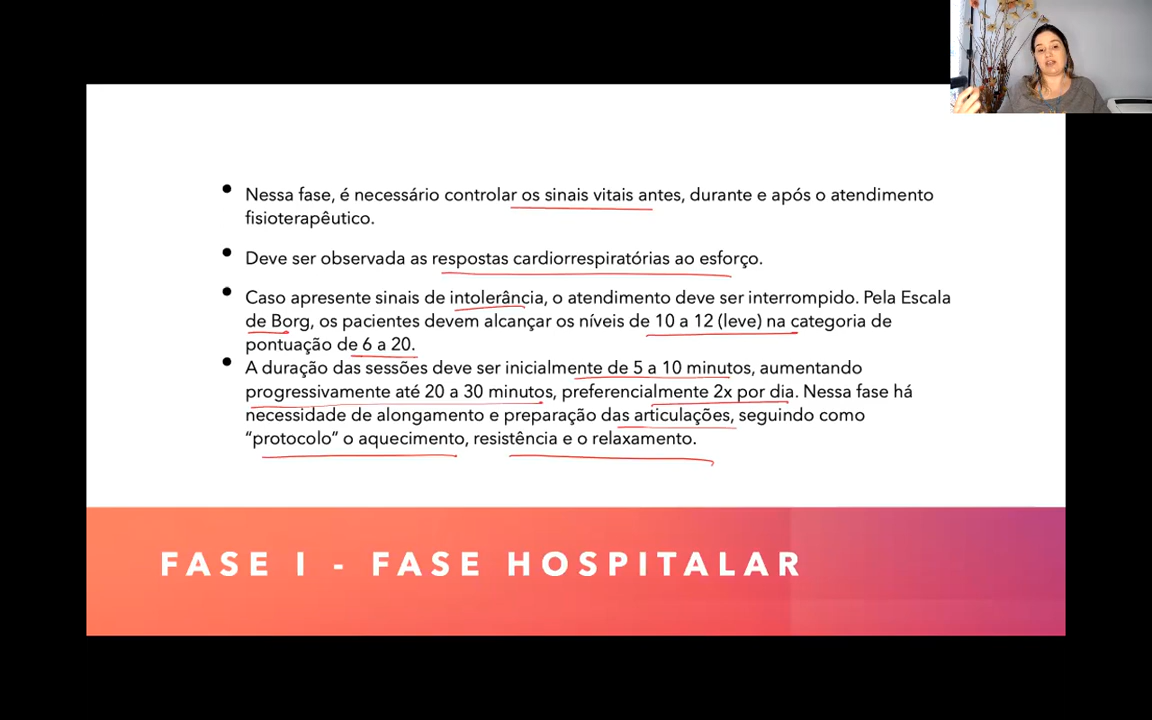 Nessa fase, é necessário controlar os sinais vitais antes, durante e após o atendimento
fisioterapêutico.
Deve ser observada as respostas cardiorrespiratórias ao esforço.
Caso apresente sinais de intolerância, o atendimento deve ser interrompido. Pela Escala
de Borg, os pacientes devem alcançar os níveis de 10 a 12 (leve) na categoria de
pontuação de 6 a 20.
A duração das sessões deve ser inicialmente de 5 a 10 minutos, aumentando
progressivamente até 20 a 30 minutos, preferencialmente 2x por dia. Nessa fase há
necessidade de alongamento e preparação das articulações, seguindo como
“protocolo” o aquecimento, resistência e o relaxamento.
FASE I - FASE HOSPITALAR